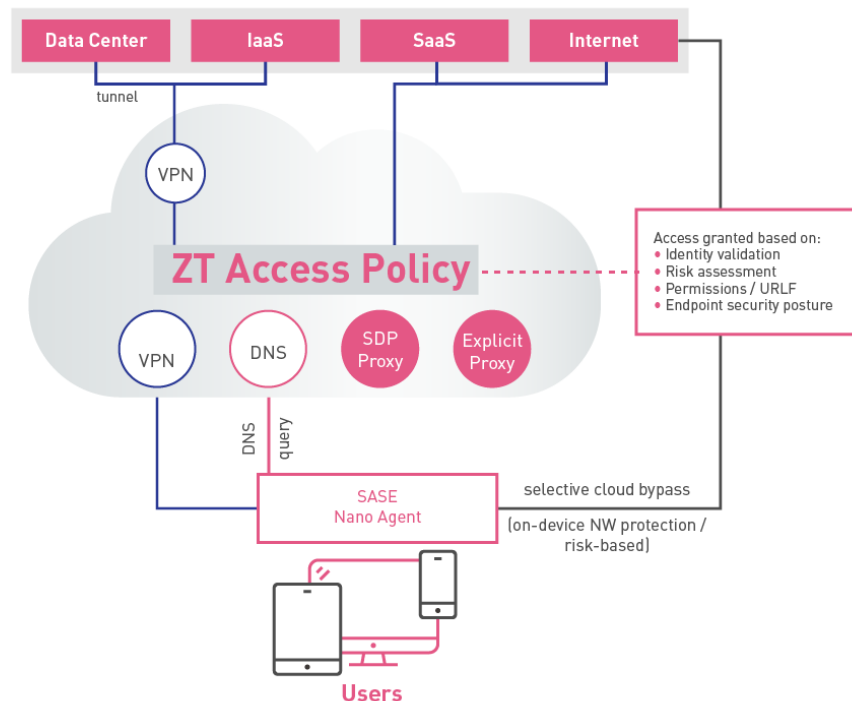 Data Center
IaaS
SaaS
Internet
tunnel
VPN
ZT Access Policy
Access granted based on:
• Identity validation
• Risk assessment
• Permissions / URLF
• Endpoint security posture
VPN
DNS
SDP
Proxy
Explicit
Proxy
DNS
query
SASE
Nano Agent
selective cloud bypass
(on-device NW protection /
risk-based)
Users